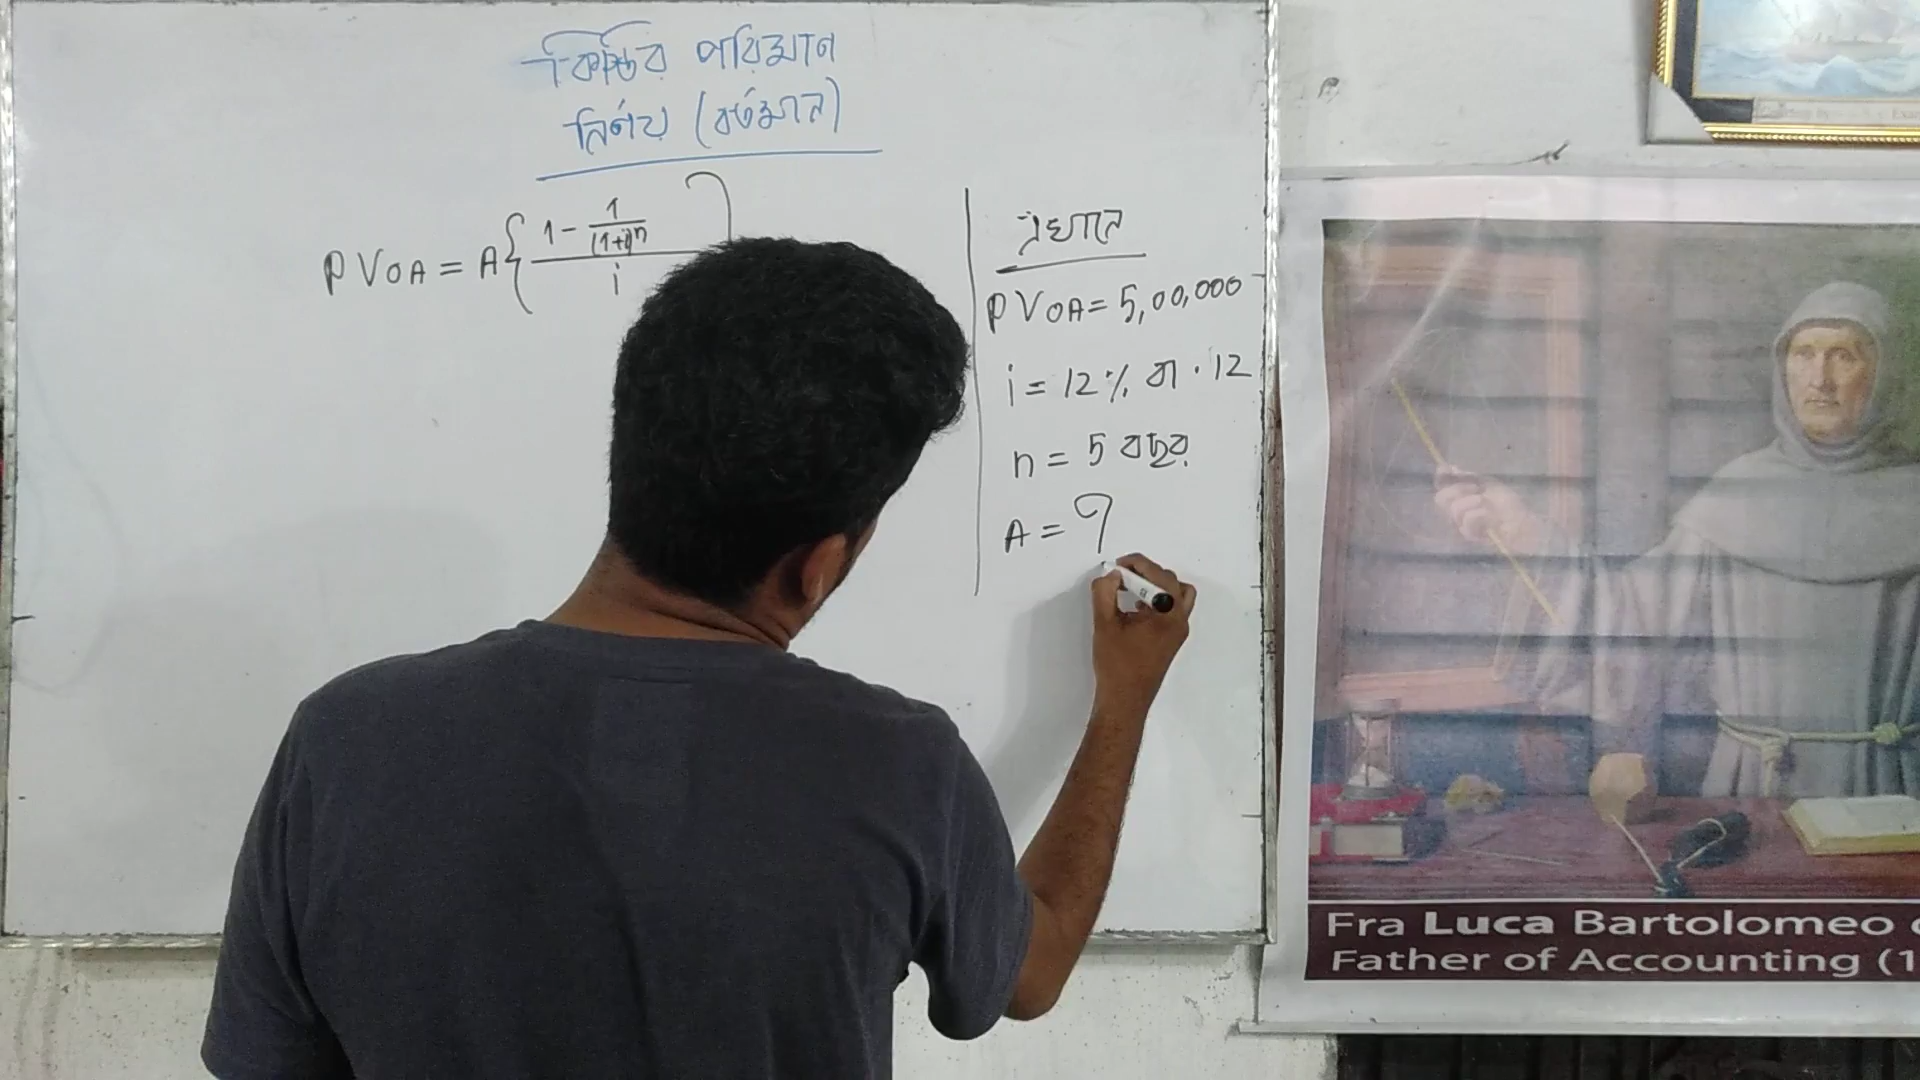 কিস্তির পরিমান
নির্ণয় (বর্তমান)
PVOA = A{ 1 - 1/(1+i)^n / i
এখানে
PVOA = 5,00,000
i = 12% বা .12
n = 5 বছর
A = ?
Fra Luca Bartolomeo
Father of Accounting (1